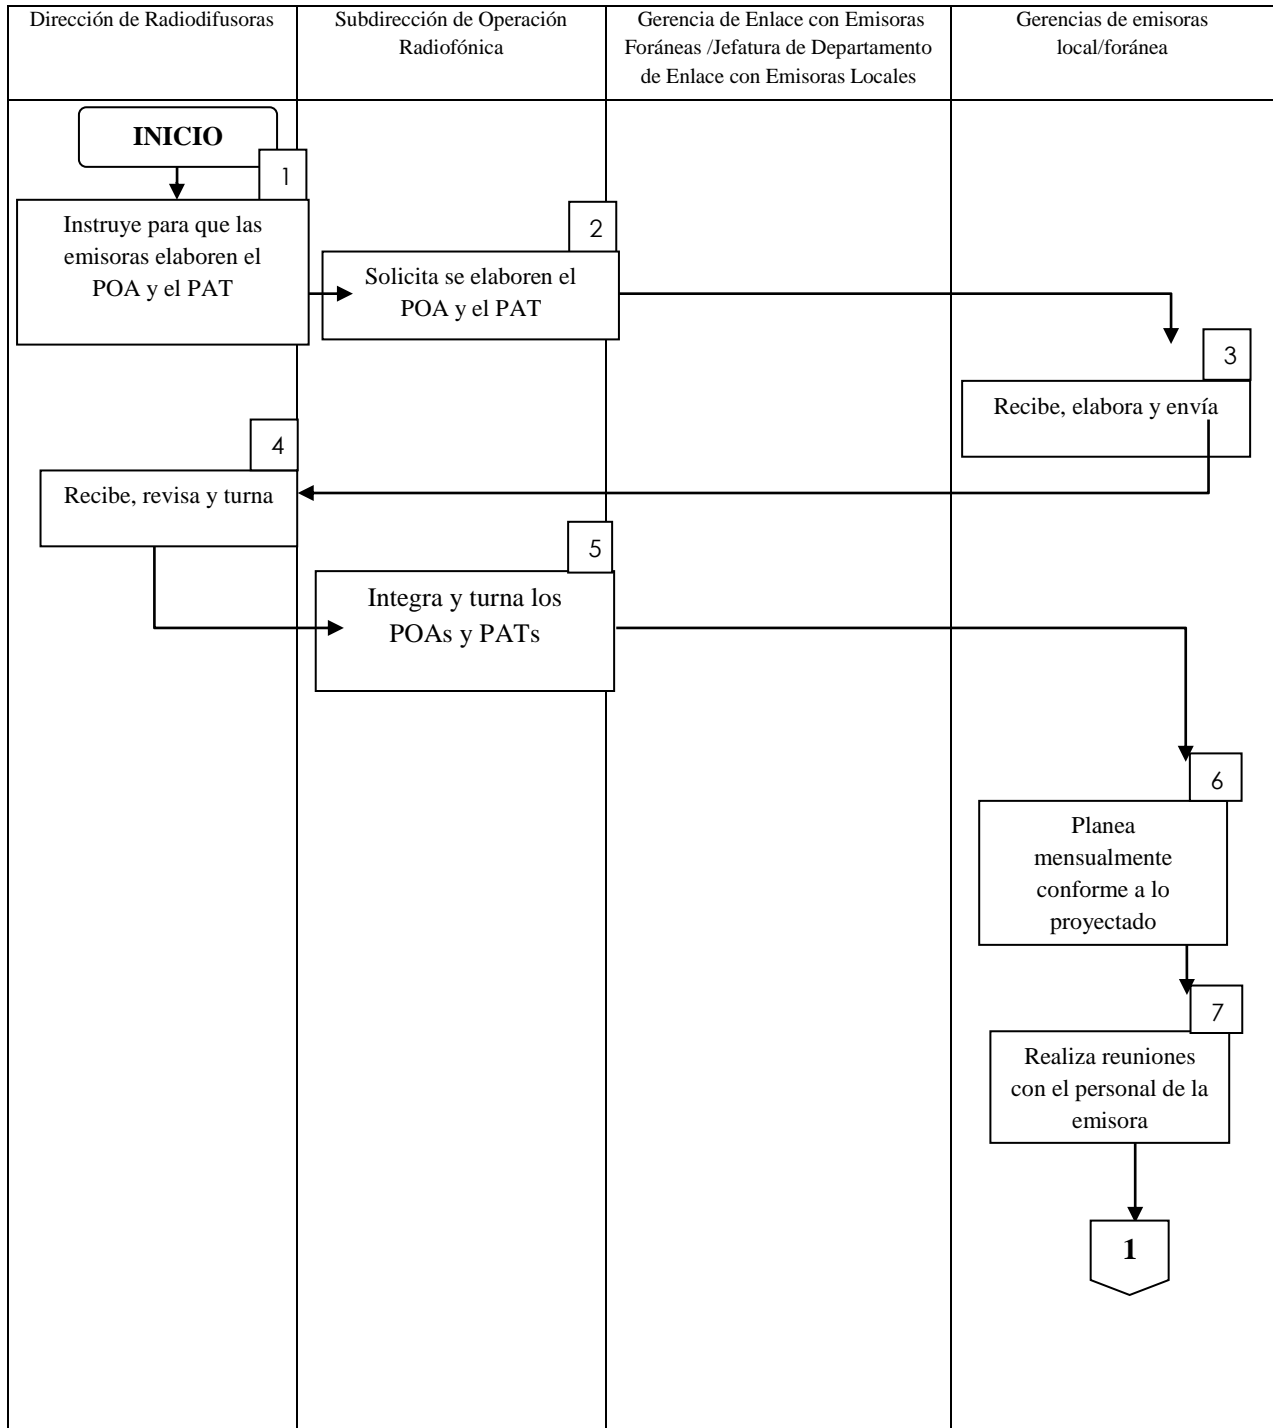 Dirección de Radiodifusoras
Subdirección de Operación
Radiofónica
Gerencia de Enlace con Emisoras
Foráneas /Jefatura de Departamento
de Enlace con Emisoras Locales
Gerencias de emisoras
local/foránea
INICIO
1
Instruye para que las
emisoras elaboren el
POA y el PAT
2
Solicita se elaboren el
POA y el PAT
3
Recibe, elabora y envía
4
Recibe, revisa y turna
5
Integra y turna los
POAs y PATs
6
Planea
mensualmente
conforme a lo
proyectado
7
Realiza reuniones
con el personal de la
emisora
1